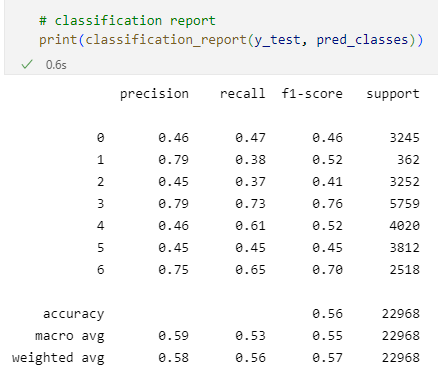 # classification report
print(classification_report(y_test, pred_classes))
0.6s
precision recall f1-score support
0 0.46 0.47 0.46 3245
1 0.79 0.38 0.52 362
2 0.45 0.37 0.41 3252
3 0.79 0.73 0.76 5759
4 0.46 0.61 0.52 4020
5 0.45 0.45 0.45 3812
6 0.75 0.65 0.70 2518
accuracy 0.56 22968
macro avg 0.59 0.53 0.55 22968
weighted avg 0.58 0.56 0.57 22968